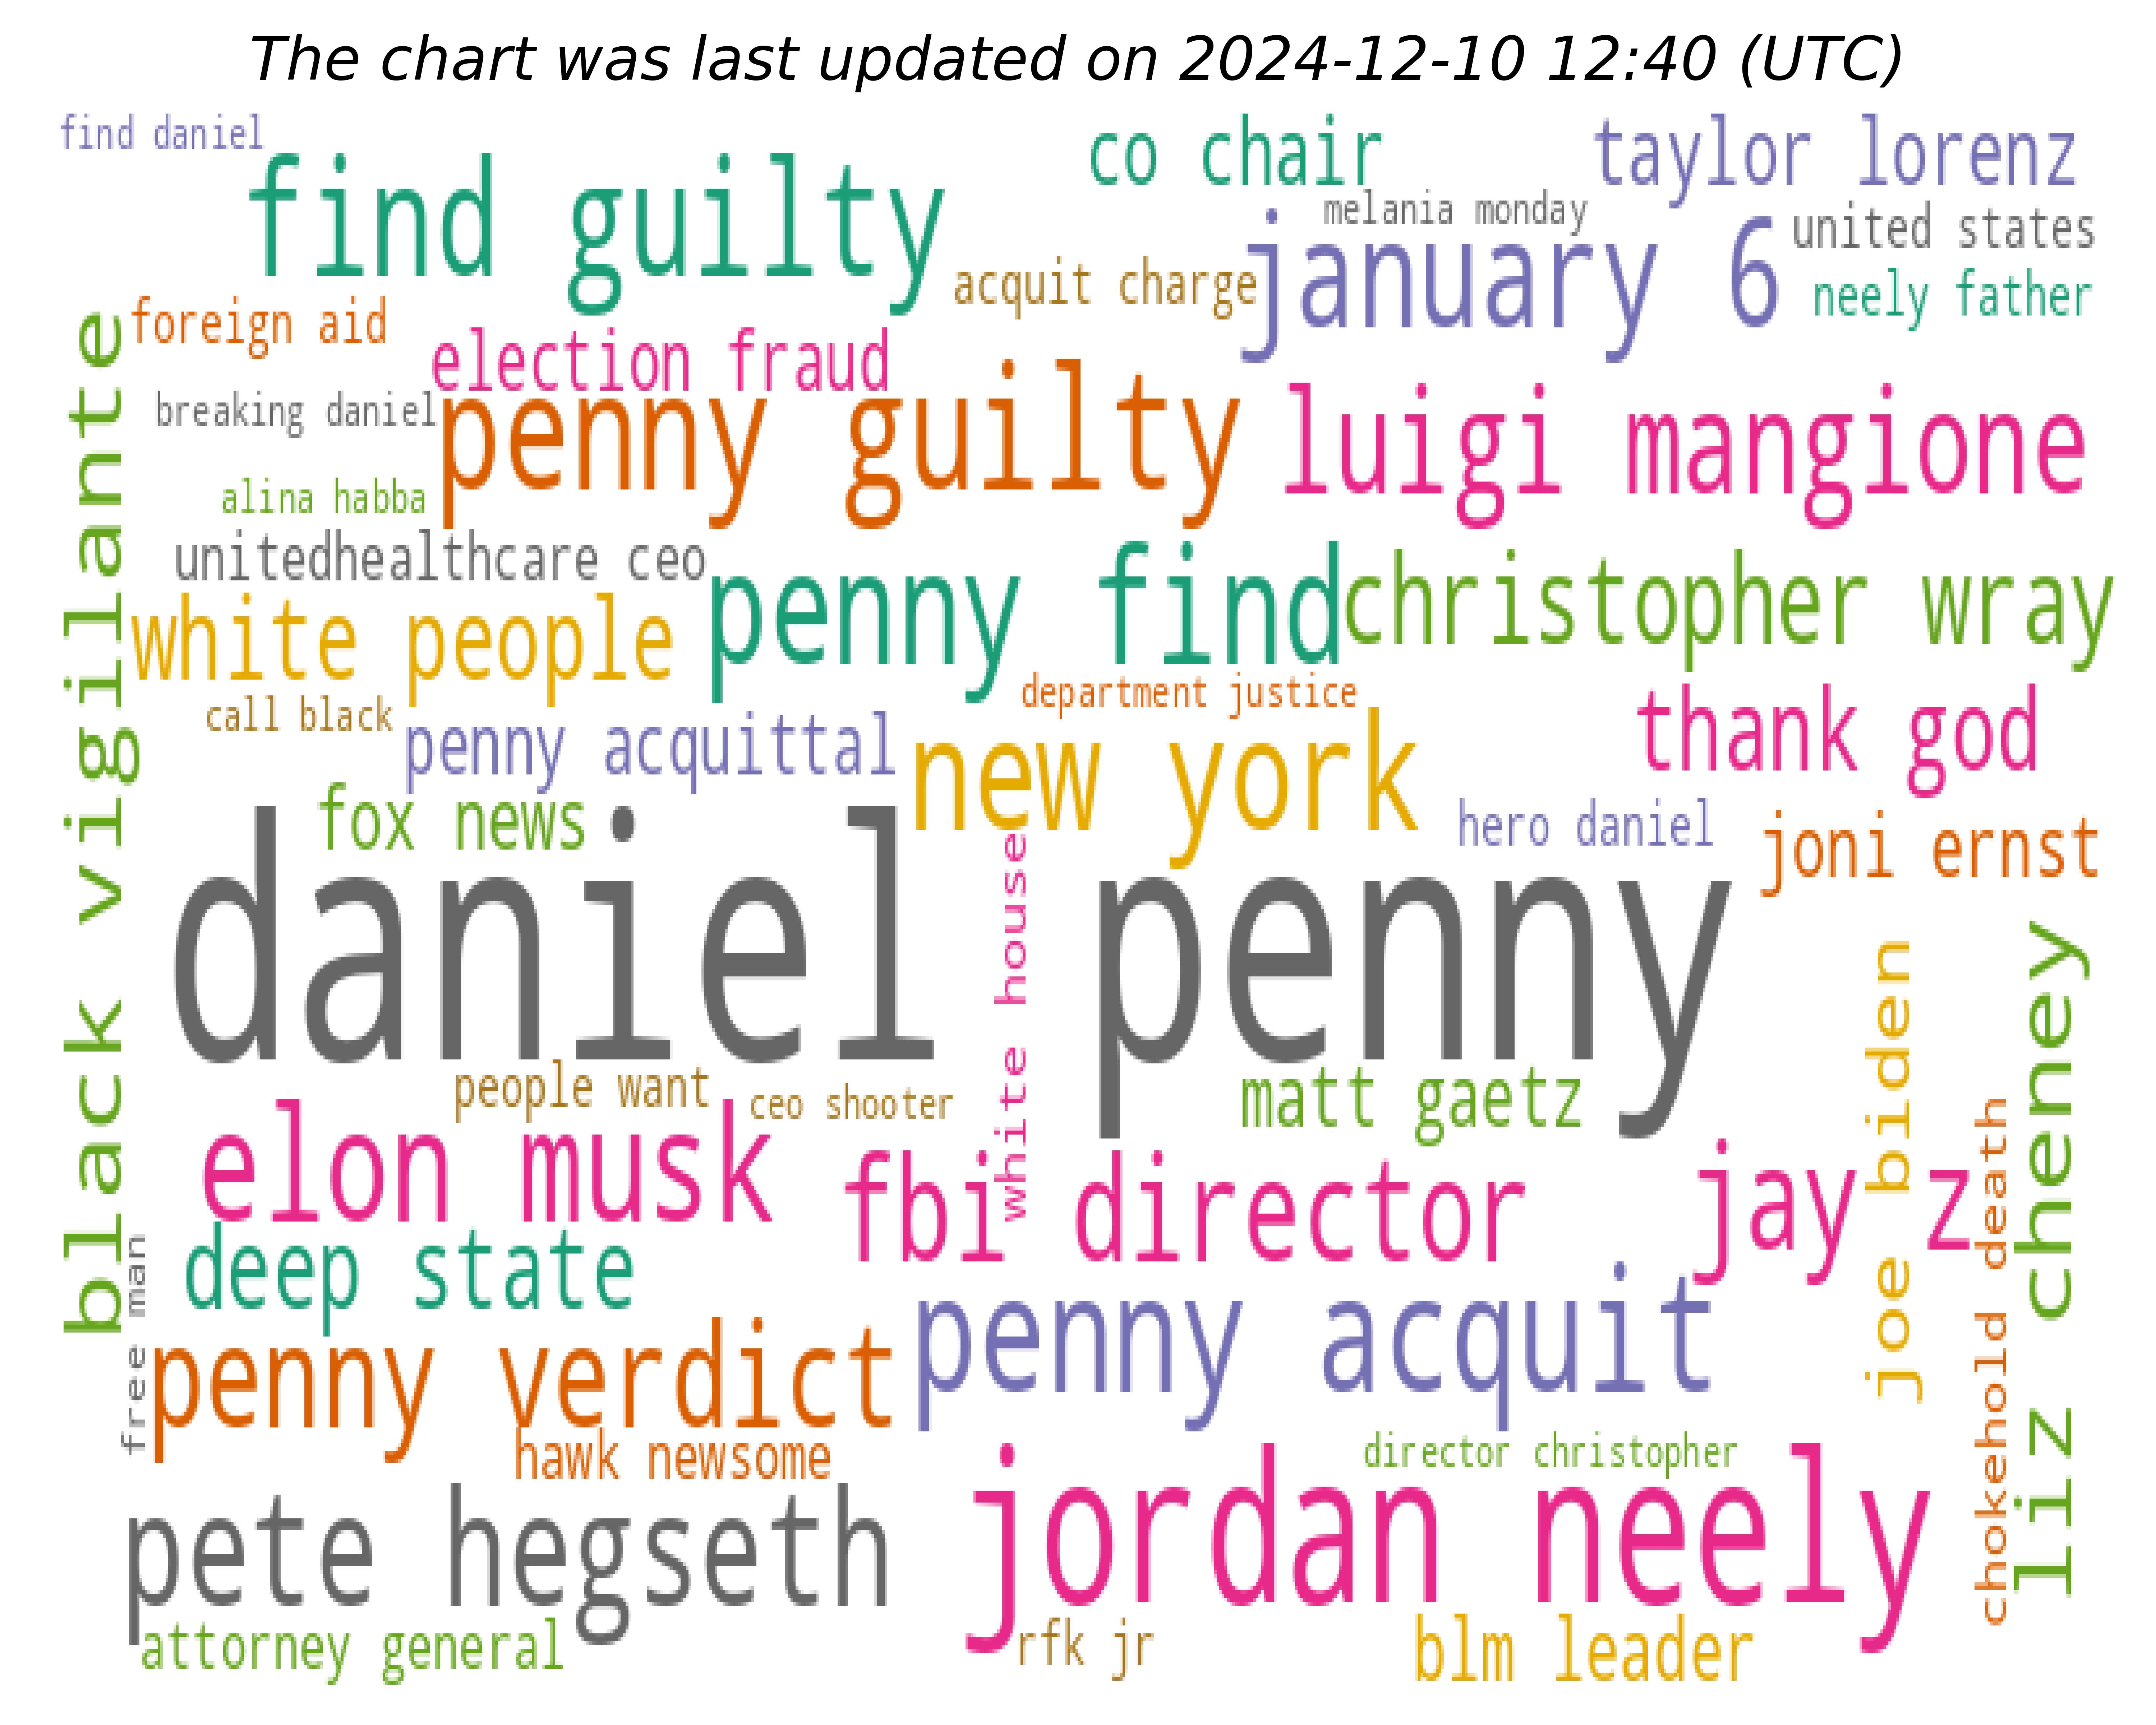 The chart was last updated on 2024-12-10 12:40 (UTC)
find daniel
co chair
taylor lorenz
find guilty
melania monday
january 6
united states
acquit charge
neely father
foreign aid
election fraud
breaking daniel
penny guilty
luigi mangione
alina habba
unitedhealthcare ceo
penny find
christopher wray
white people
department justice
call black
penny acquittal
new york
thank god
black vigilante
fox news
hero daniel
joni ernst
daniel penny
white house
people want
ceo shooter
matt gaetz
joe biden
liz cheney
elon musk
fbi director
jay z
chokehold death
deep state
free man
penny acquit
penny verdict
hawk newsome
director christopher
pete hegseth
jordan neely
attorney general
rfk jr
blm leader